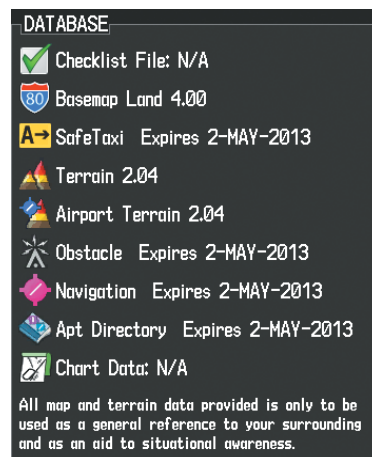 DATABASE
Checklist File: N/A
80 Basemap Land 4.00
A→ SafeTaxi Expires 2-MAY-2013
Terrain 2.04
Airport Terrain 2.04
Obstacle Expires 2-MAY-2013
Navigation Expires 2-MAY-2013
Apt Directory Expires 2-MAY-2013
Chart Data: N/A
All map and terrain data provided is only to be
used as a general reference to your surrounding
and as an aid to situational awareness.